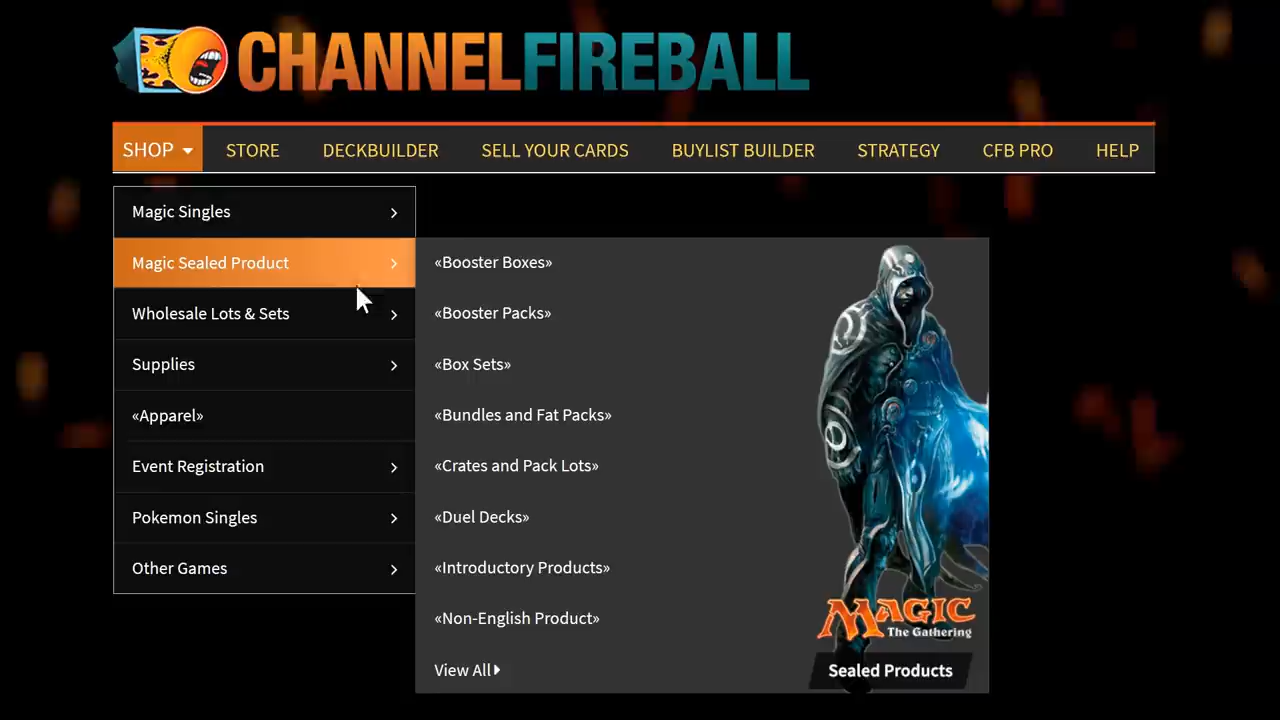 CHANNELFIREBALL
SHOP STORE DECKBUILDER SELL YOUR CARDS BUYLIST BUILDER STRATEGY CFB PRO HELP
Magic Singles
Magic Sealed Product
Wholesale Lots & Sets
Supplies
«Apparel»
Event Registration
Pokemon Singles
Other Games
«Booster Boxes»
«Booster Packs»
«Box Sets»
«Bundles and Fat Packs»
«Crates and Pack Lots»
«Duel Decks»
«Introductory Products»
«Non-English Product»
View All
MAGIC
The Gathering
Sealed Products